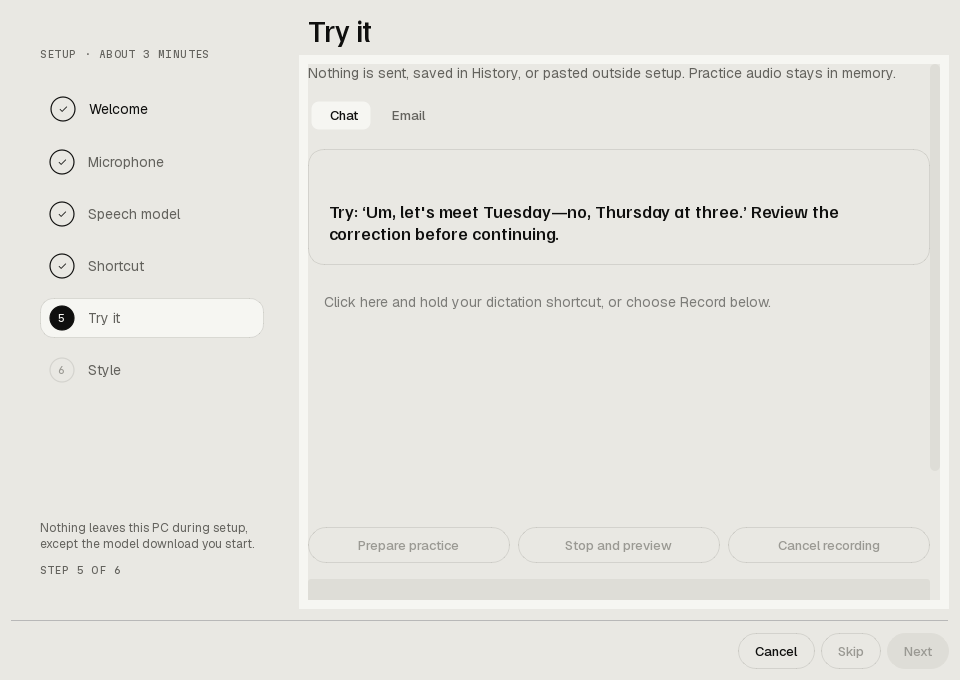 Try it
SETUP · ABOUT 3 MINUTES
Welcome
Microphone
Speech model
Shortcut
5 Try it
6 Style
Nothing leaves this PC during setup,
except the model download you start.
STEP 5 OF 6
Nothing is sent, saved in History, or pasted outside setup. Practice audio stays in memory.
Chat Email
Try: ‘Um, let's meet Tuesday—no, Thursday at three.’ Review the
correction before continuing.
Click here and hold your dictation shortcut, or choose Record below.
Prepare practice Stop and preview Cancel recording
Cancel Skip Next